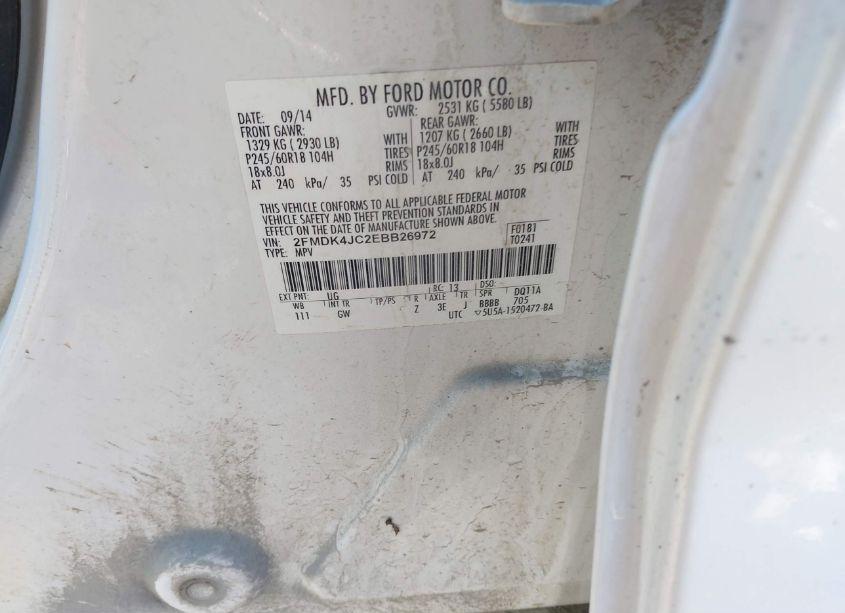 MFD. BY FORD MOTOR CO.
DATE: 09/14 GVWR: 2531 KG ( 5580 LB)
FRONT GAWR: REAR GAWR:
1329 KG ( 2930 LB) WITH 1207 KG ( 2660 LB) WITH
P245/60R18 104H TIRES P245/60R18 104H TIRES
18x8.0J RIMS 18x8.0J RIMS
AT 240 kPa/ 35 PSI COLD AT 240 kPa/ 35 PSI COLD
THIS VEHICLE CONFORMS TO ALL APPLICABLE FEDERAL MOTOR
VEHICLE SAFETY AND THEFT PREVENTION STANDARDS IN
EFFECT ON THE DATE OF MANUFACTURE SHOWN ABOVE.
VIN: 2FMDK4JC2EBB26972 F0181
TYPE: MPV T0241
EXT PNT: UG RC: 13 DSO:
WB INT TR TP/PS R AXLE TR SPR DQ11A
111 GW Z 3E J BBBB 705
UTC ▽5U5A-1520472-BA